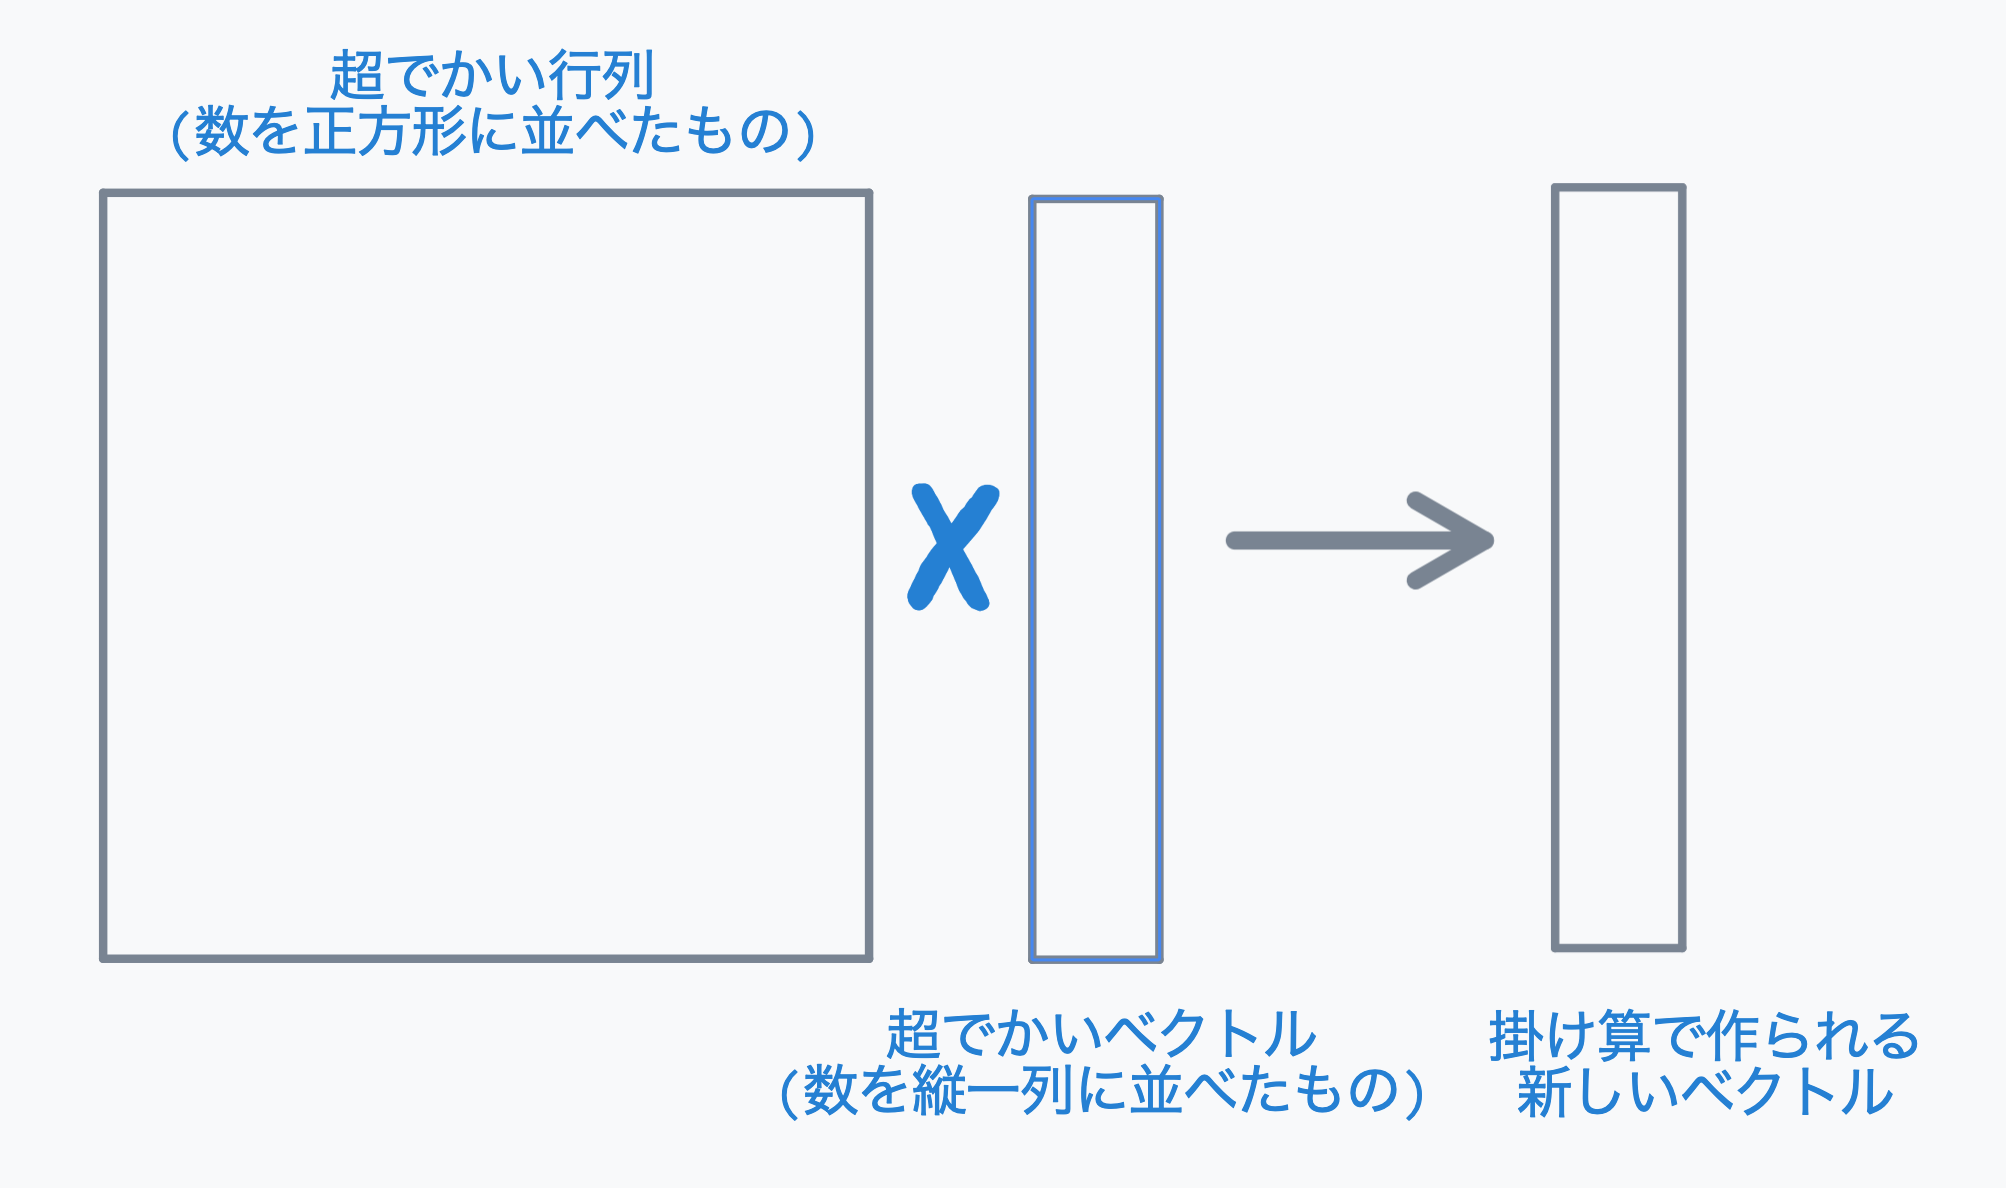 超でかい行列
（数を正方形に並べたもの）
X
超でかいベクトル
（数を縦一列に並べたもの）
掛け算で作られる
新しいベクトル